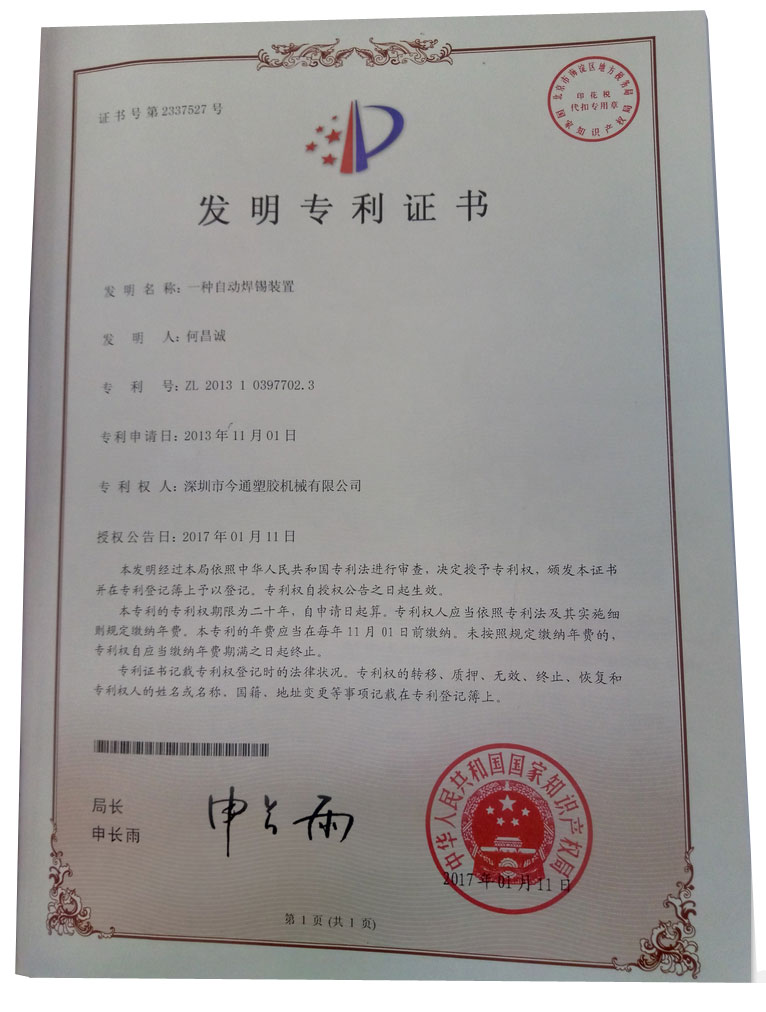 证书号第2337527号
北京市海淀区地方税务局
印花税
代扣专用章
国家知识产权局
发明专利证书
发明名称：一种自动焊锡装置
发明人：何昌诚
专利号：ZL 2013 1 0397702.3
专利申请日：2013年11月01日
专利权人：深圳市今通塑胶机械有限公司
授权公告日：2017年01月11日
本发明经过本局依照中华人民共和国专利法进行审查，决定授予专利权，颁发本证书
并在专利登记簿上予以登记。专利权自授权公告之日起生效。
本专利的专利权期限为二十年，自申请日起算。专利权人应当依照专利法及其实施细
则规定缴纳年费。本专利的年费应当在每年11月01日前缴纳。未按照规定缴纳年费的，
专利权自应当缴纳年费期满之日起终止。
专利证书记载专利权登记时的法律状况。专利权的转移、质押、无效、终止、恢复和
专利权人的姓名或名称、国籍、地址变更等事项记载在专利登记簿上。
局长
申长雨
申长雨
中华人民共和国国家知识产权局
2017年01月11日
第1页(共1页)